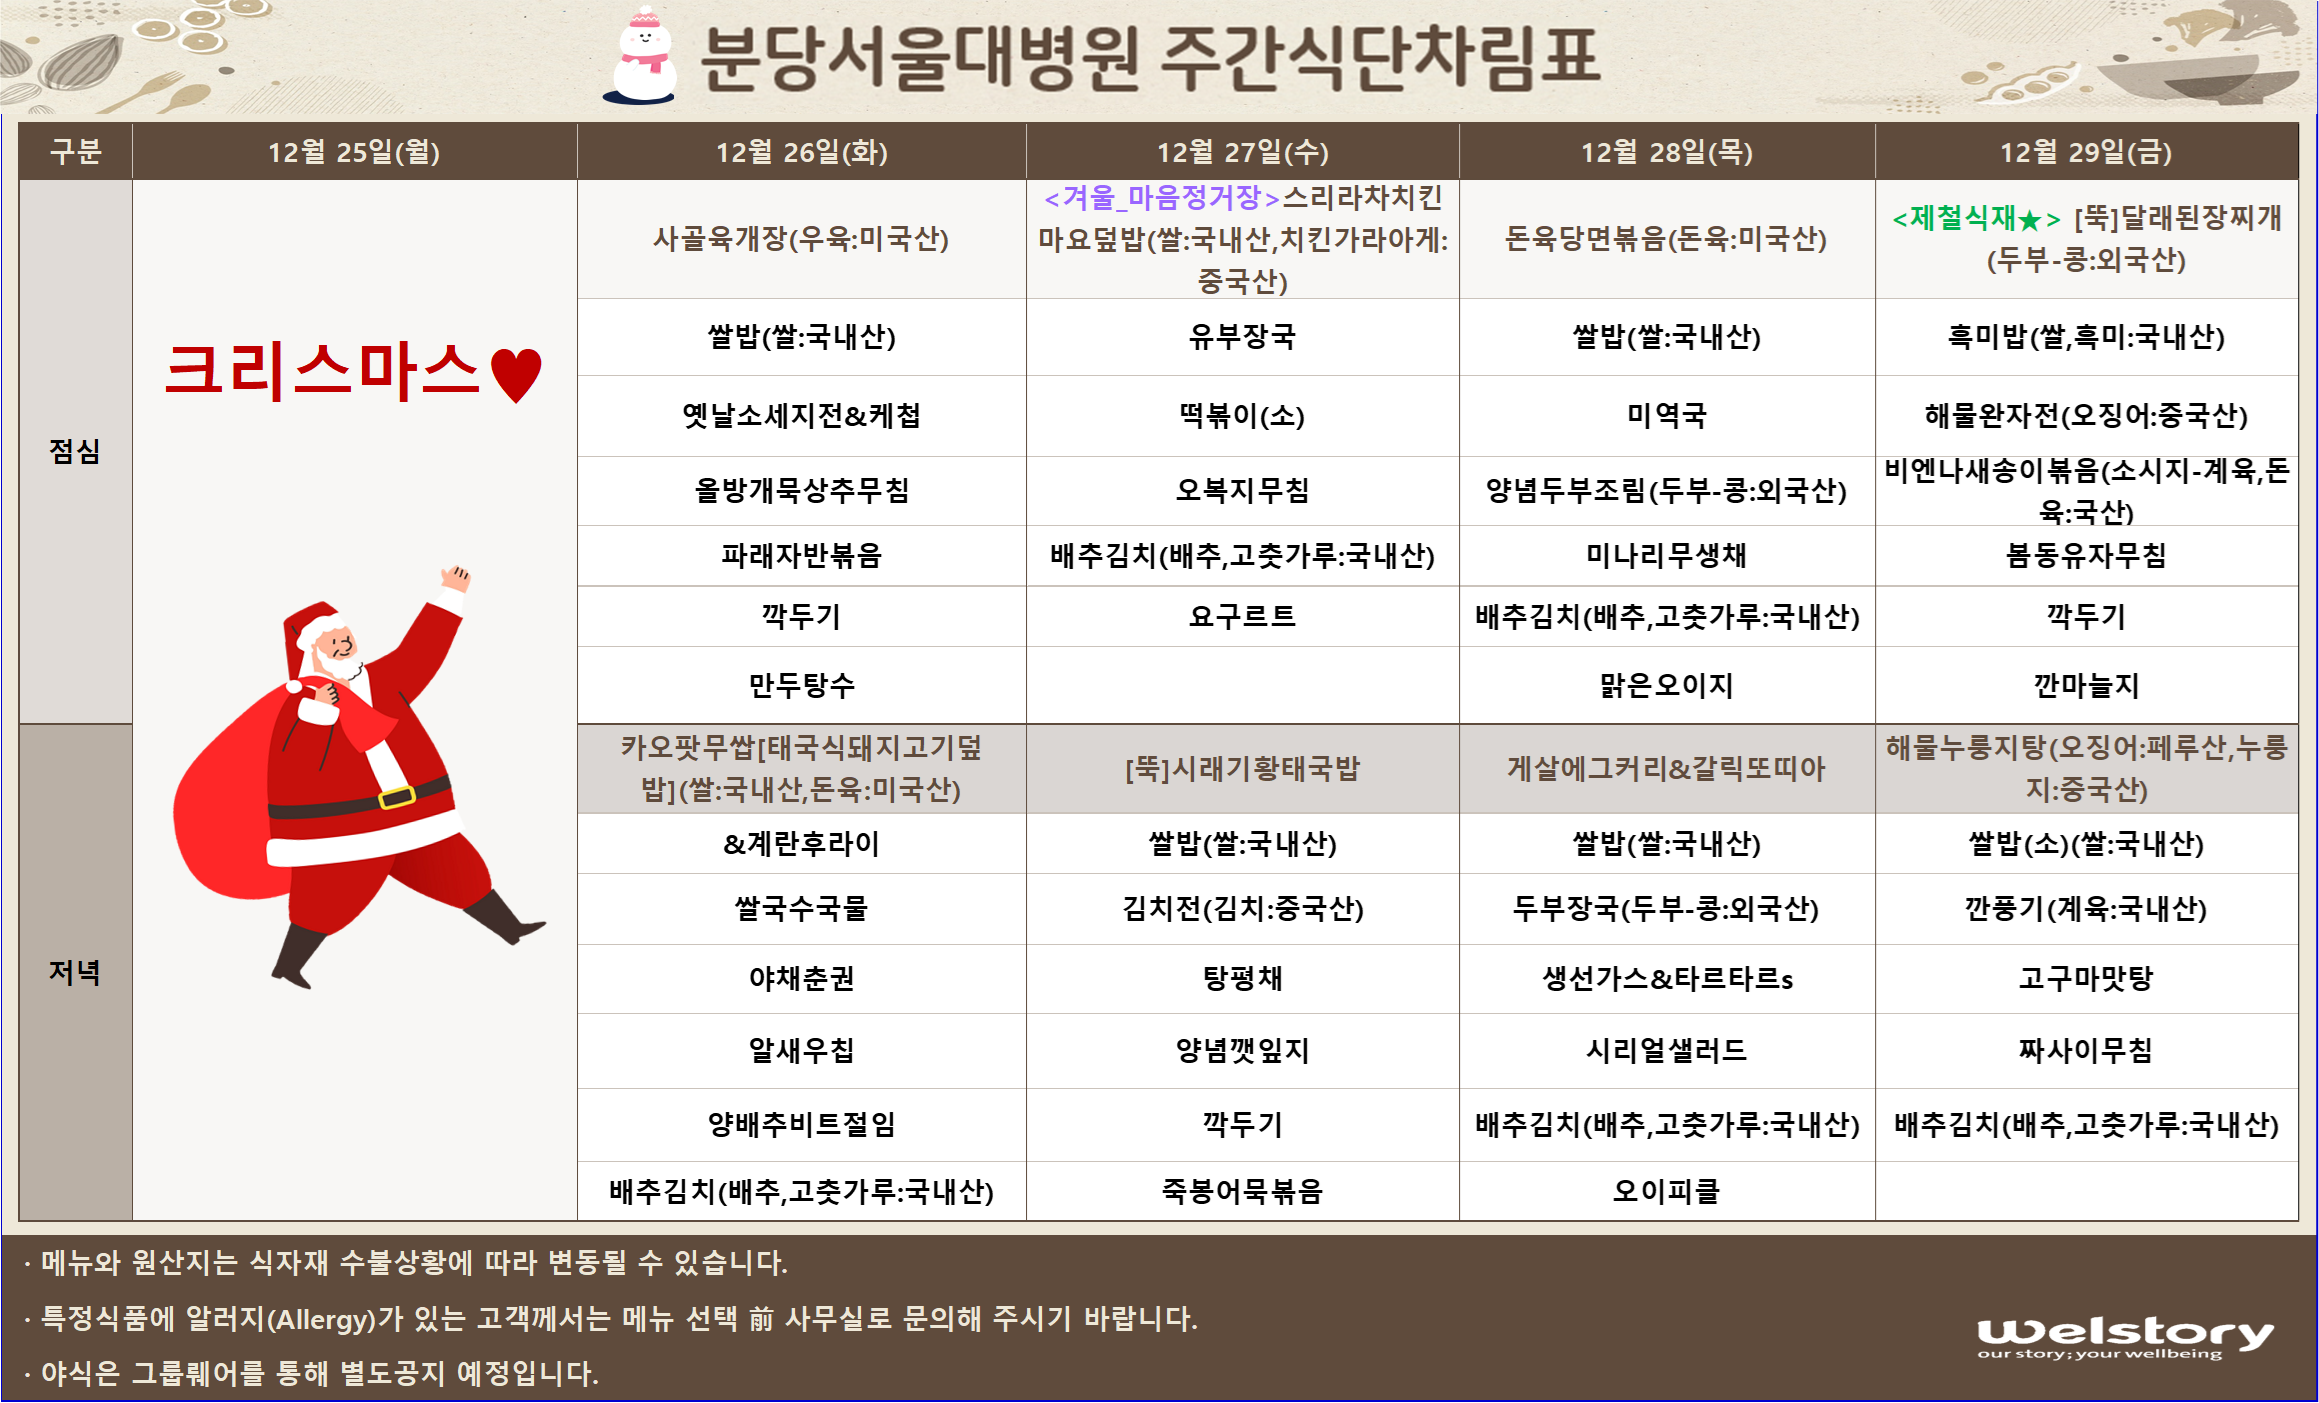 분당서울대병원 주간식단차림표
구분
12월 25일(월)
12월 26일(화)
12월 27일(수)
12월 28일(목)
12월 29일(금)
점심
크리스마스♥
사골육개장(우육:미국산)
<겨울_마음정거장>스리라차치킨
마요덮밥(쌀:국내산,치킨가라아게:
중국산)
돈육당면볶음(돈육:미국산)
<제철식재★> [뚝]달래된장찌개
(두부-콩:외국산)
쌀밥(쌀:국내산)
유부장국
쌀밥(쌀:국내산)
흑미밥(쌀,흑미:국내산)
옛날소세지전&케첩
떡볶이(소)
미역국
해물완자전(오징어:중국산)
올방개묵상추무침
오복지무침
양념두부조림(두부-콩:외국산)
비엔나새송이볶음(소시지-계육,돈
육:국산)
파래자반볶음
배추김치(배추,고춧가루:국내산)
미나리무생채
봄동유자무침
깍두기
요구르트
배추김치(배추,고춧가루:국내산)
깍두기
만두탕수
맑은오이지
깐마늘지
저녁
카오팟무쌉[태국식돼지고기덮
밥](쌀:국내산,돈육:미국산)
[뚝]시래기황태국밥
게살에그커리&갈릭또띠아
해물누룽지탕(오징어:페루산,누룽
지:중국산)
&계란후라이
쌀밥(쌀:국내산)
쌀밥(쌀:국내산)
쌀밥(소)(쌀:국내산)
쌀국수국물
김치전(김치:중국산)
두부장국(두부-콩:외국산)
깐풍기(계육:국내산)
야채춘권
탕평채
생선가스&타르타르s
고구마맛탕
알새우칩
양념깻잎지
시리얼샐러드
짜사이무침
양배추비트절임
깍두기
배추김치(배추,고춧가루:국내산)
배추김치(배추,고춧가루:국내산)
배추김치(배추,고춧가루:국내산)
죽봉어묵볶음
오이피클
· 메뉴와 원산지는 식자재 수불상황에 따라 변동될 수 있습니다.
· 특정식품에 알러지(Allergy)가 있는 고객께서는 메뉴 선택 前 사무실로 문의해 주시기 바랍니다.
· 야식은 그룹웨어를 통해 별도공지 예정입니다.
welstory
our story; your wellbeing